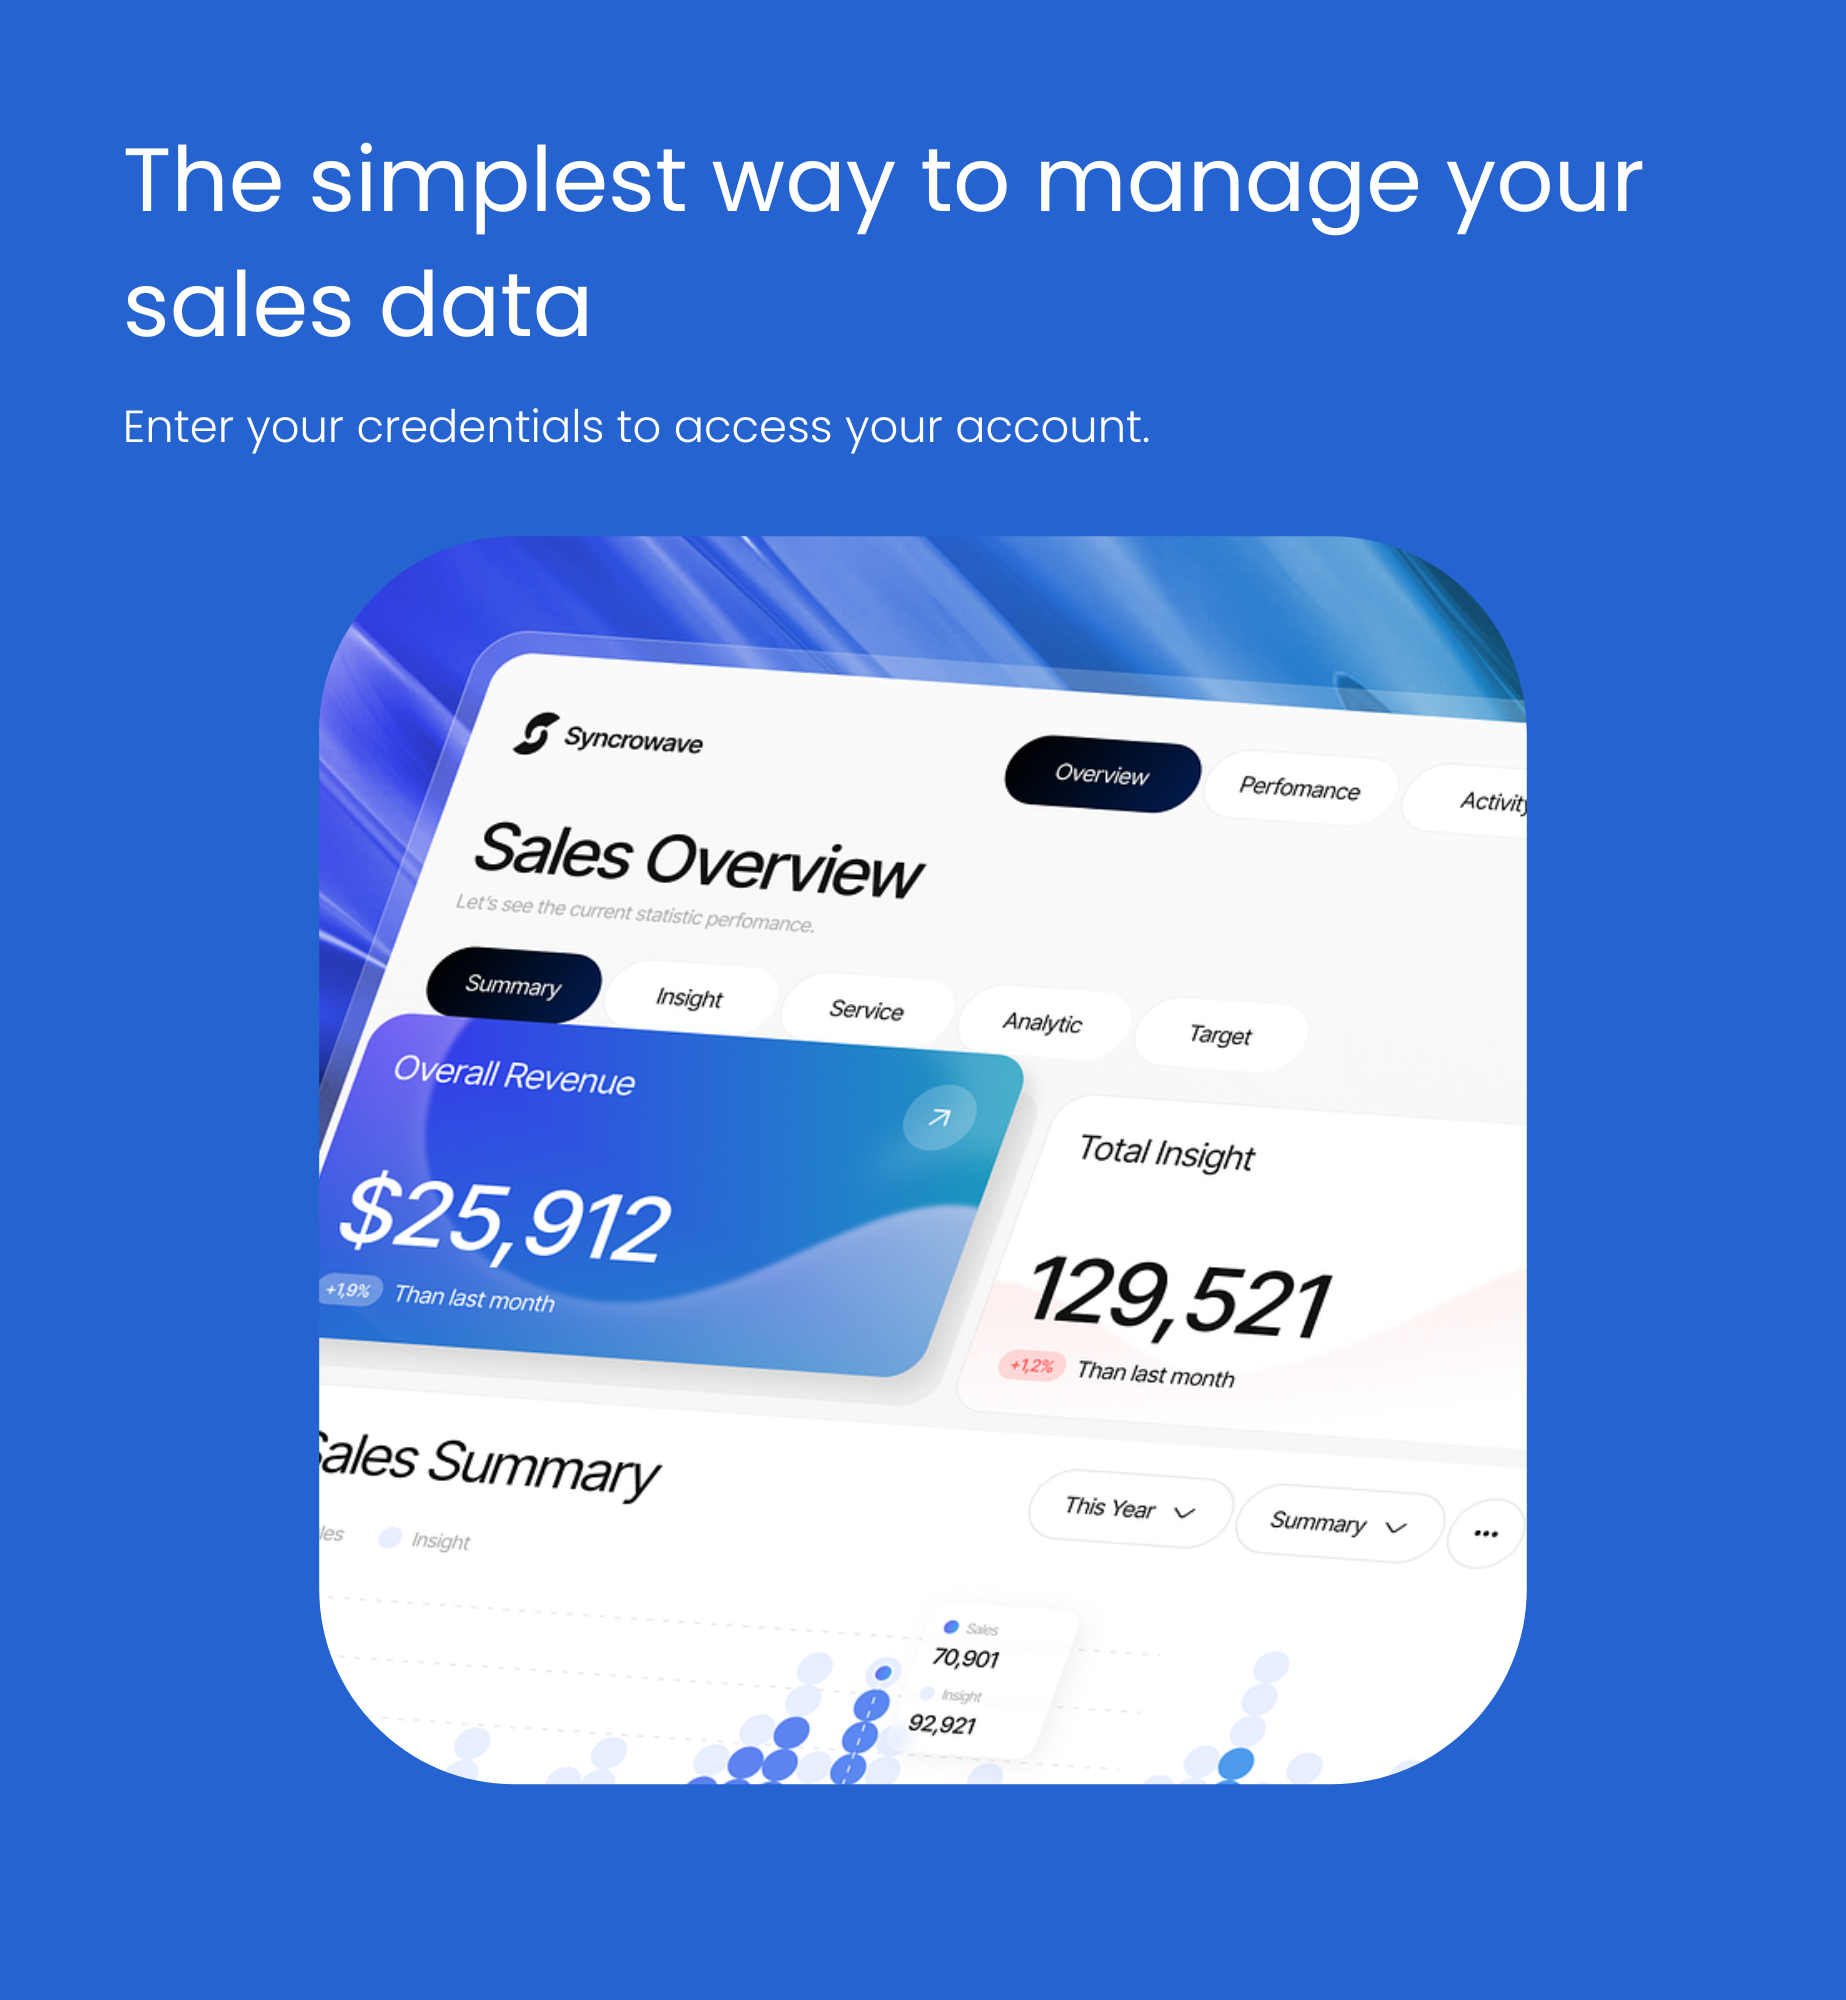 The simplest way to manage your
sales data
Enter your credentials to access your account.
Syncrowave
Overview Perfomance Activity
Sales Overview
Let's see the current statistic perfomance.
Summary Insight Service Analytic Target
Overall Revenue
$25,912
+1,9% Than last month
Total Insight
129,521
+1,2% Than last month
Sales Summary
This Year Summary
Insight
Sales
70,901
Insight
92,921